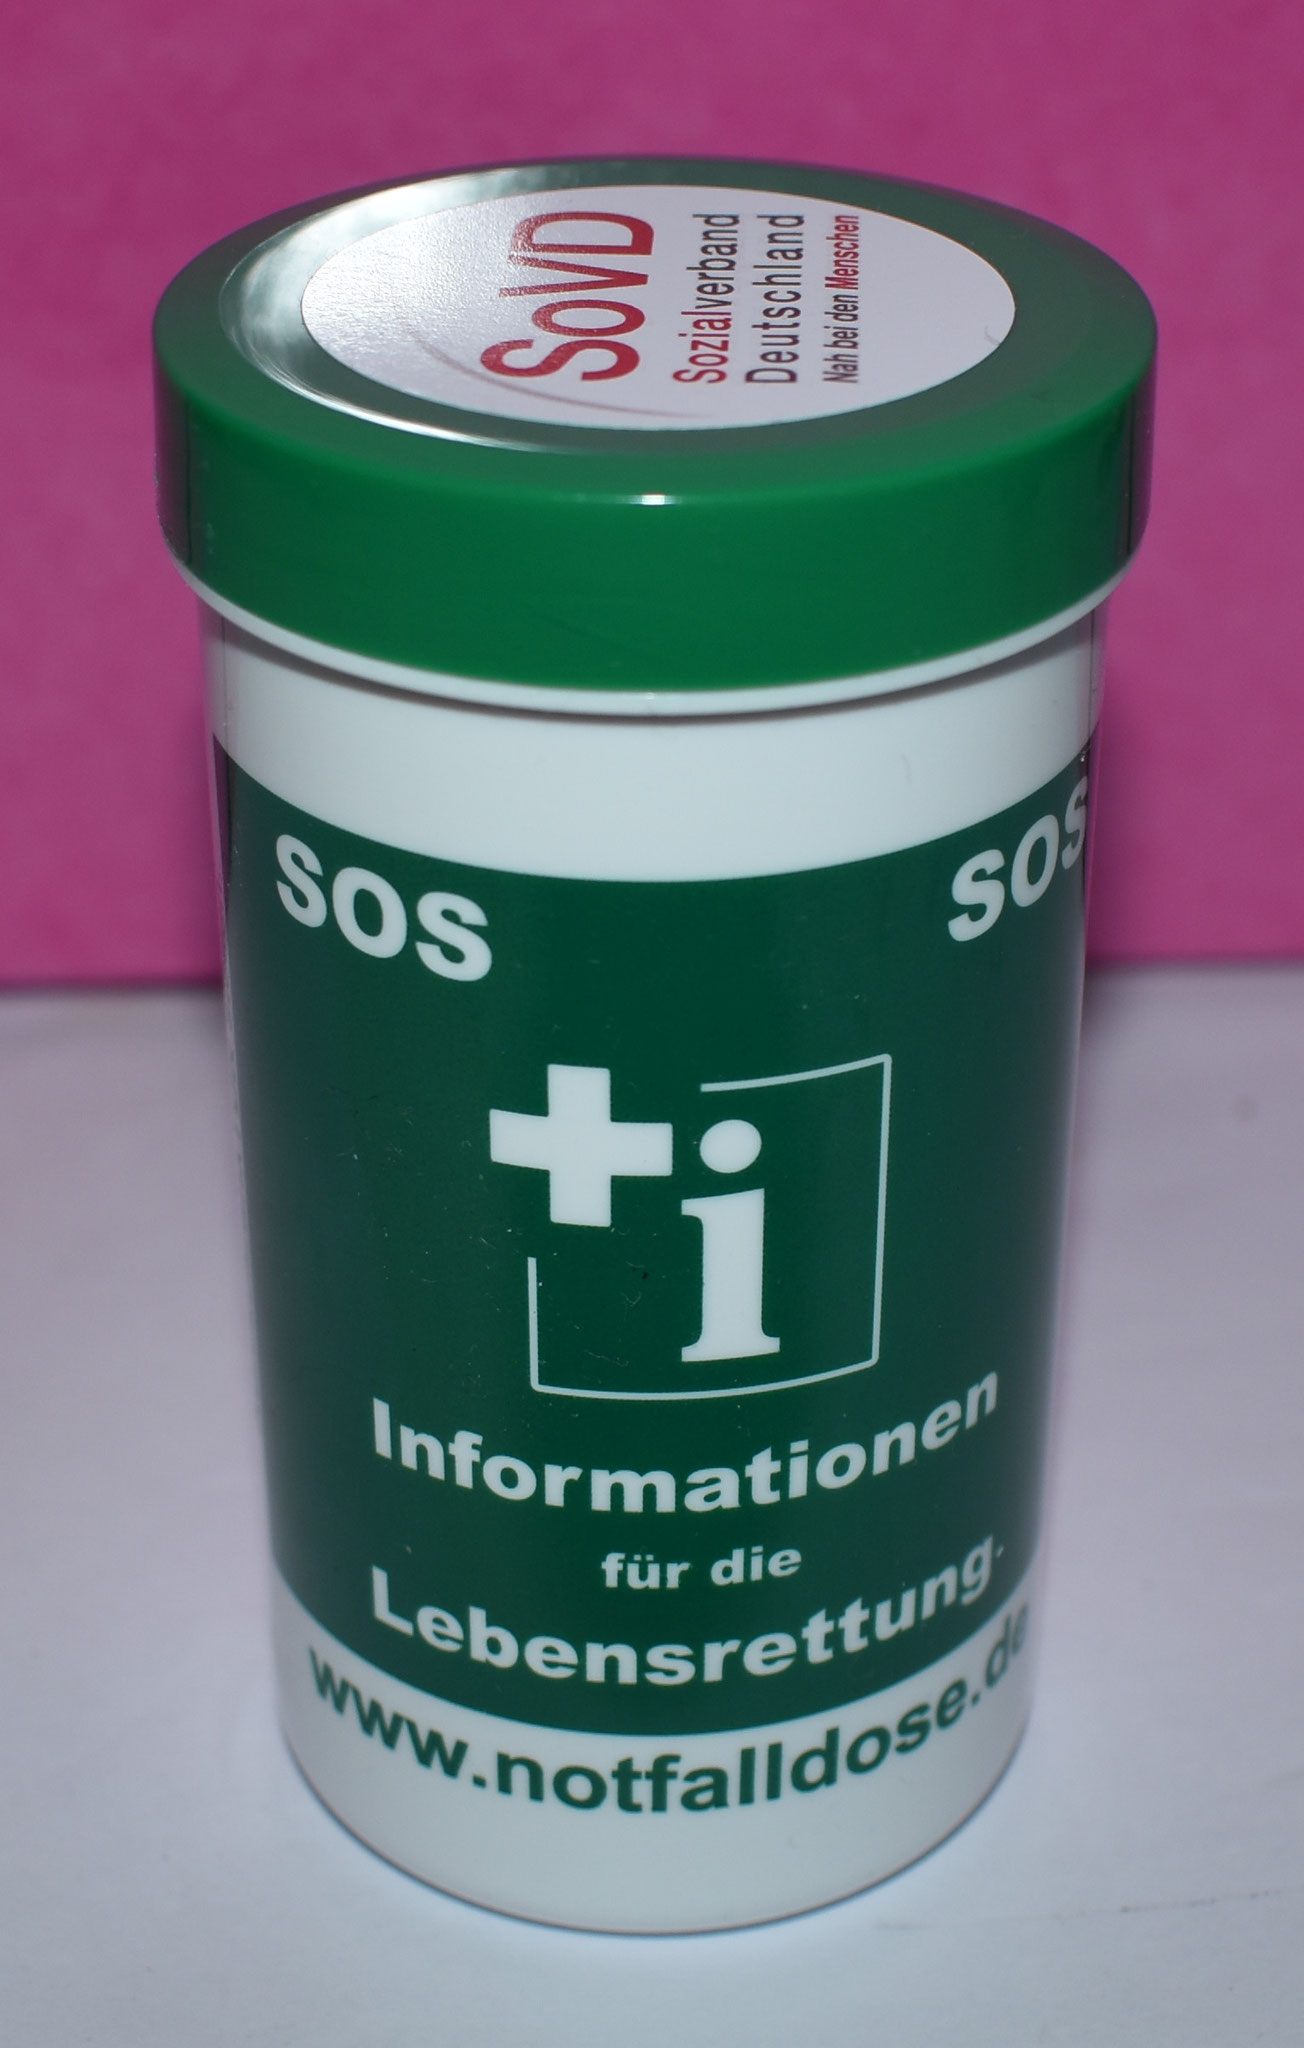 SoVD
Sozialverband
Deutschland
Nah bei den Menschen
SOS
SOS
+i
Informationen
für die
Lebensrettung.
www.notfalldose.de